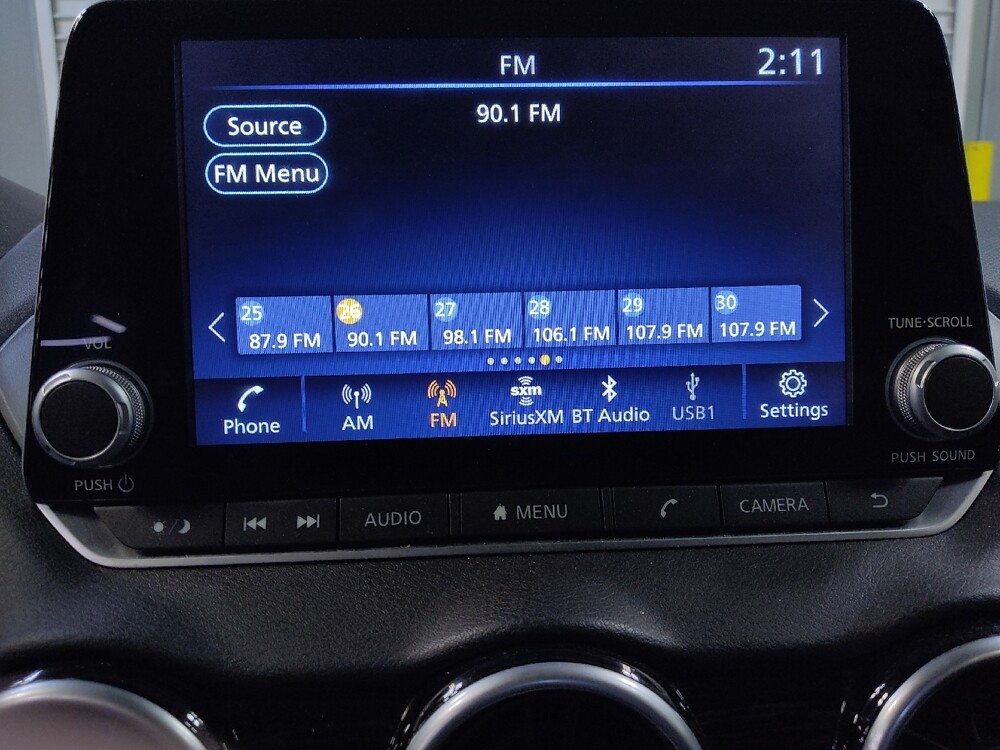 FM
2:11
Source
90.1 FM
FM Menu
25 26 27 28 29 30
87.9 FM 90.1 FM 98.1 FM 106.1 FM 107.9 FM 107.9 FM
VOL
TUNE·SCROLL
sxm
Phone AM FM SiriusXM BT Audio USB1 Settings
PUSH
PUSH SOUND
AUDIO MENU CAMERA